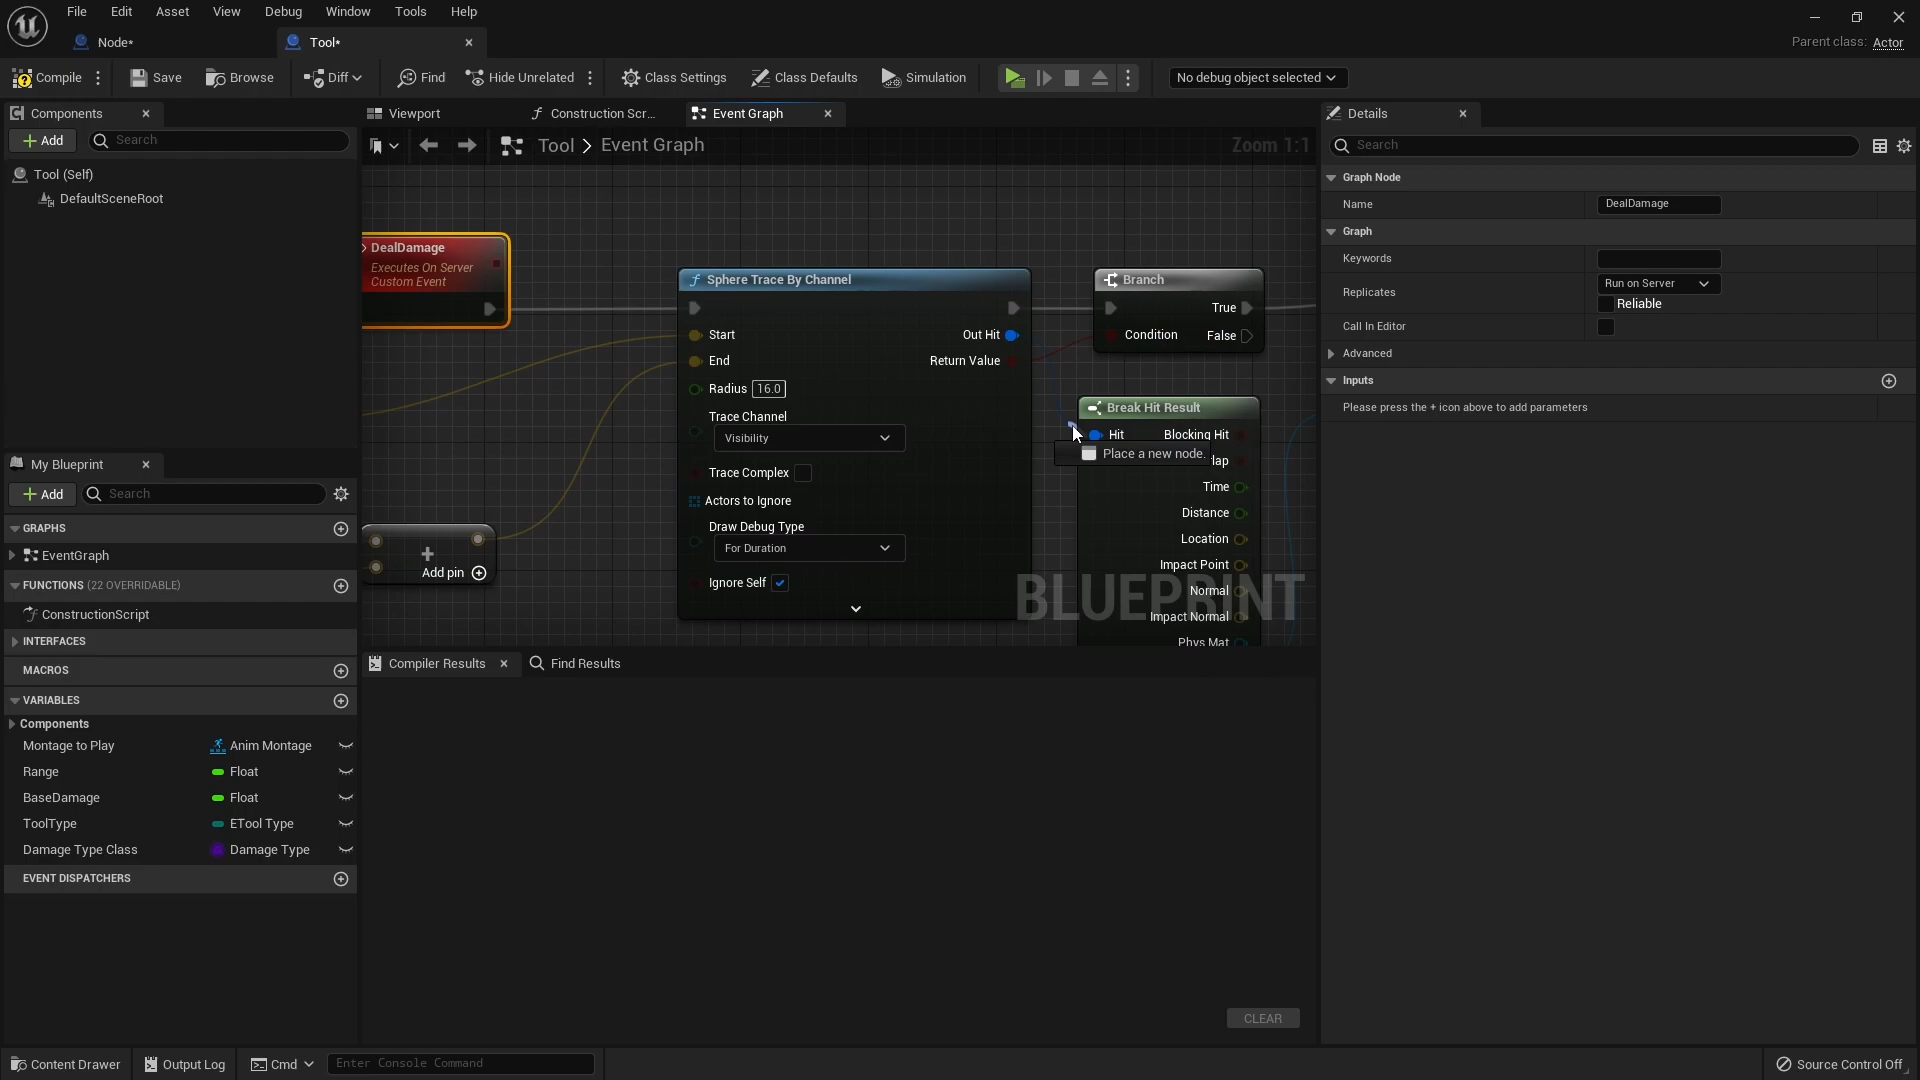 File Edit Asset View Debug Window Tools Help
Node* Tool* Parent class: Actor
Compile Save Browse Diff Find Hide Unrelated Class Settings Class Defaults Simulation No debug object selected
Components Viewport Construction Scr... Event Graph Details
Add Search Tool > Event Graph Zoom 1:1 Search
Tool (Self)
DefaultSceneRoot
DealDamage
Executes On Server
Custom Event
Sphere Trace By Channel
Start Out Hit
End Return Value
Radius 16.0
Trace Channel
Visibility
Trace Complex
Actors to Ignore
Draw Debug Type
For Duration
Ignore Self
Add pin
Branch
True
Condition False
Break Hit Result
Hit Blocking Hit
Place a new node.
lap
Time
Distance
Location
Impact Point
Normal
Impact Normal
Phys Mat
BLUEPRINT
Graph Node
Name DealDamage
Graph
Keywords
Replicates Run on Server
Reliable
Call In Editor
Advanced
Inputs
Please press the + icon above to add parameters
My Blueprint
Add Search
GRAPHS
EventGraph
FUNCTIONS (22 OVERRIDABLE)
ConstructionScript
INTERFACES
MACROS
VARIABLES
Components
Montage to Play Anim Montage
Range Float
BaseDamage Float
ToolType ETool Type
Damage Type Class Damage Type
EVENT DISPATCHERS
Compiler Results Find Results
CLEAR
Content Drawer Output Log Cmd Enter Console Command Source Control Off